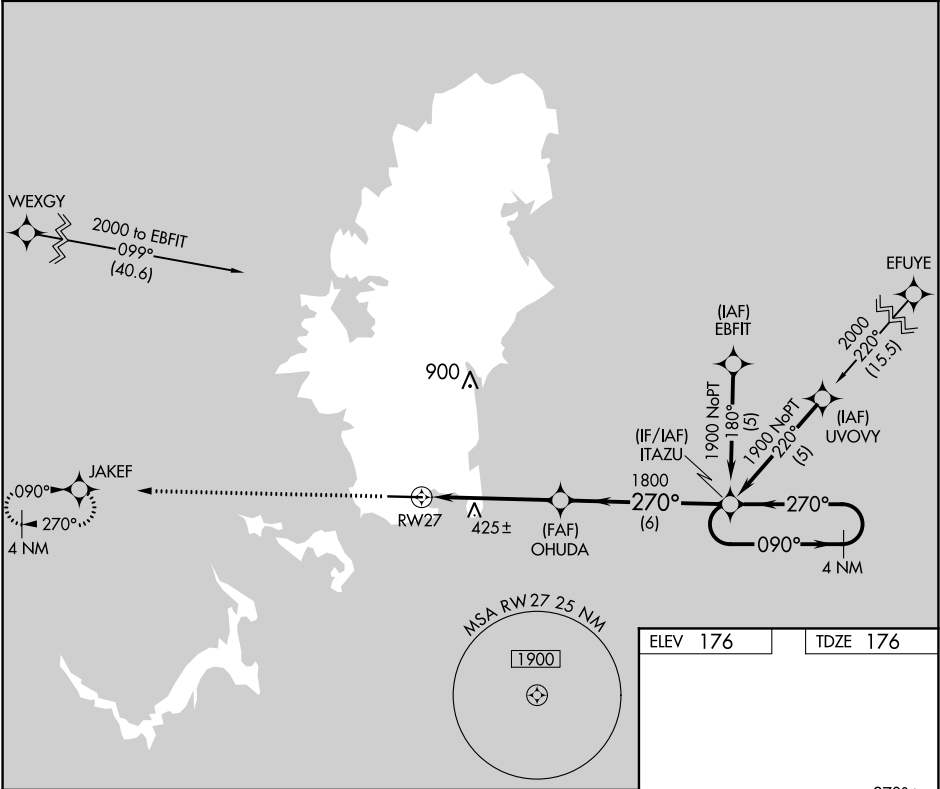 WEXGY
2000 to EBFIT
099°
(40.6)
EFUYE
2000
220°
(15.5)
(IAF)
EBFIT
1900 NoPT
180°
(5)
(IAF)
UVOVY
1900 NoPT
220°
(5)
900
(IF/IAF)
ITAZU
JAKEF
090°
270°
4 NM
RW27
425±
(FAF)
OHUDA
1800
270°
(6)
270°
090°
4 NM
MSA RW27 25 NM
1900
ELEV 176
TDZE 176